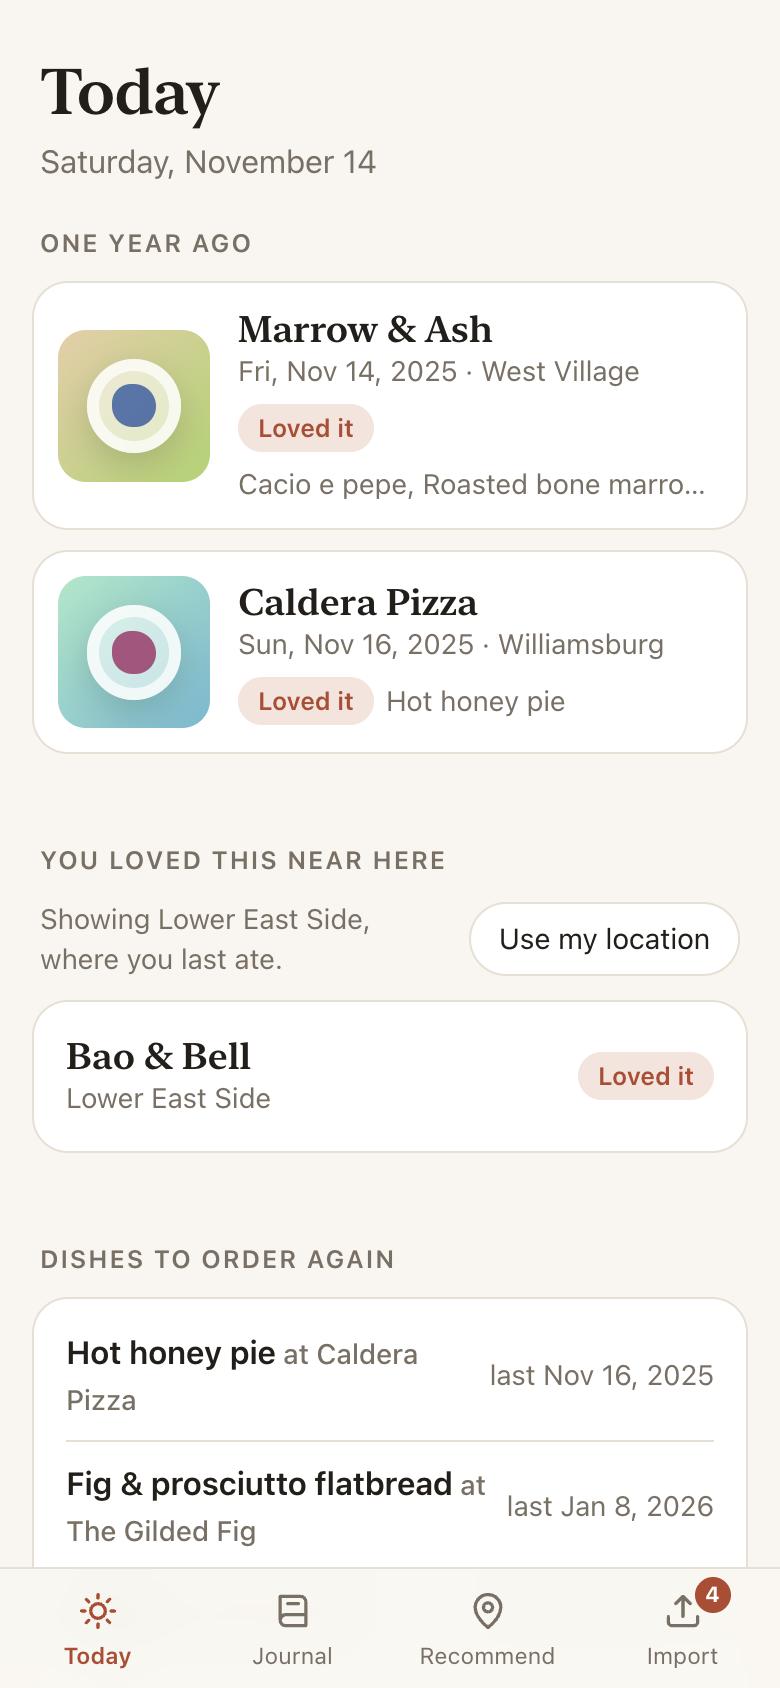 Today
Saturday, November 14
ONE YEAR AGO
Marrow & Ash
Fri, Nov 14, 2025 · West Village
Loved it
Cacio e pepe, Roasted bone marro...
Caldera Pizza
Sun, Nov 16, 2025 · Williamsburg
Loved it Hot honey pie
YOU LOVED THIS NEAR HERE
Showing Lower East Side,
where you last ate.
Use my location
Bao & Bell
Lower East Side
Loved it
DISHES TO ORDER AGAIN
Hot honey pie at Caldera
Pizza
last Nov 16, 2025
Fig & prosciutto flatbread at
The Gilded Fig
last Jan 8, 2026
Today
Journal
Recommend
4
Import